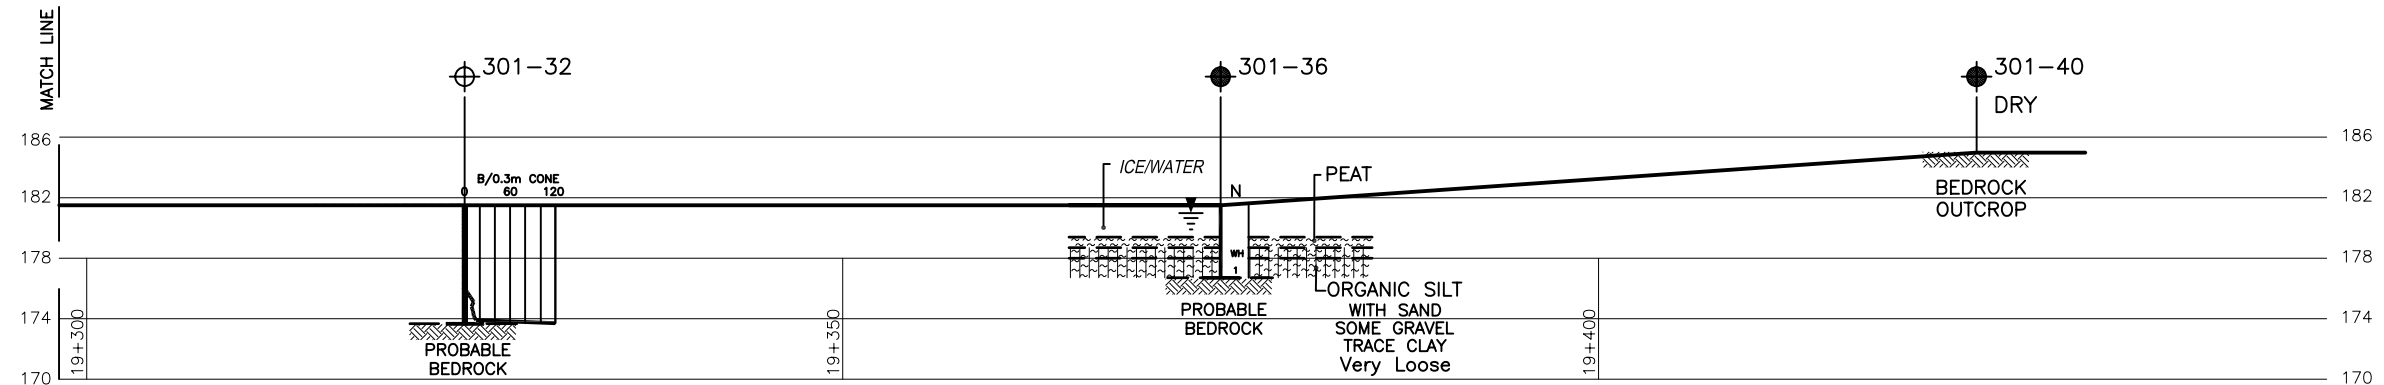 MATCH LINE
301-32
301-36
301-40
DRY
186
186
ICE/WATER
PEAT
B/0.3m CONE
0 60 120
N
182
182
BEDROCK
OUTCROP
178
178
WH
1
ORGANIC SILT
WITH SAND
SOME GRAVEL
TRACE CLAY
Very Loose
PROBABLE
BEDROCK
174
174
PROBABLE
BEDROCK
19+300
19+350
19+400
170
170